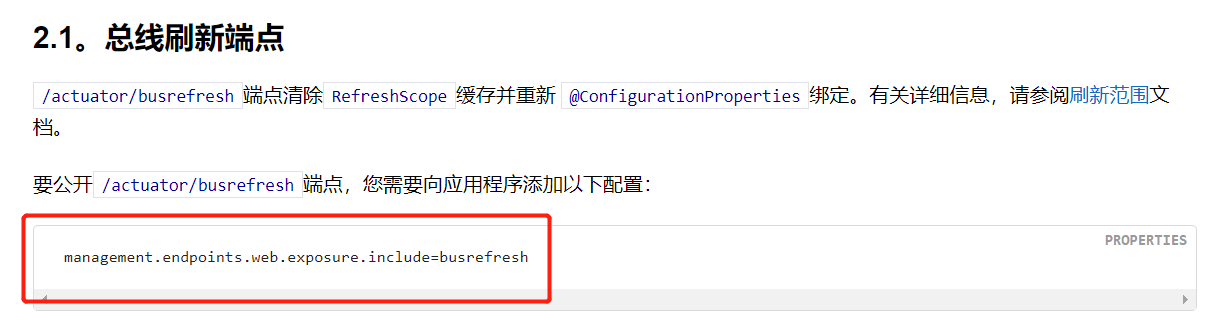 2.1。总线刷新端点
/actuator/busrefresh 端点清除 RefreshScope 缓存并重新 @ConfigurationProperties 绑定。有关详细信息，请参阅刷新范围文
档。
要公开 /actuator/busrefresh 端点，您需要向应用程序添加以下配置：
PROPERTIES
management.endpoints.web.exposure.include=busrefresh